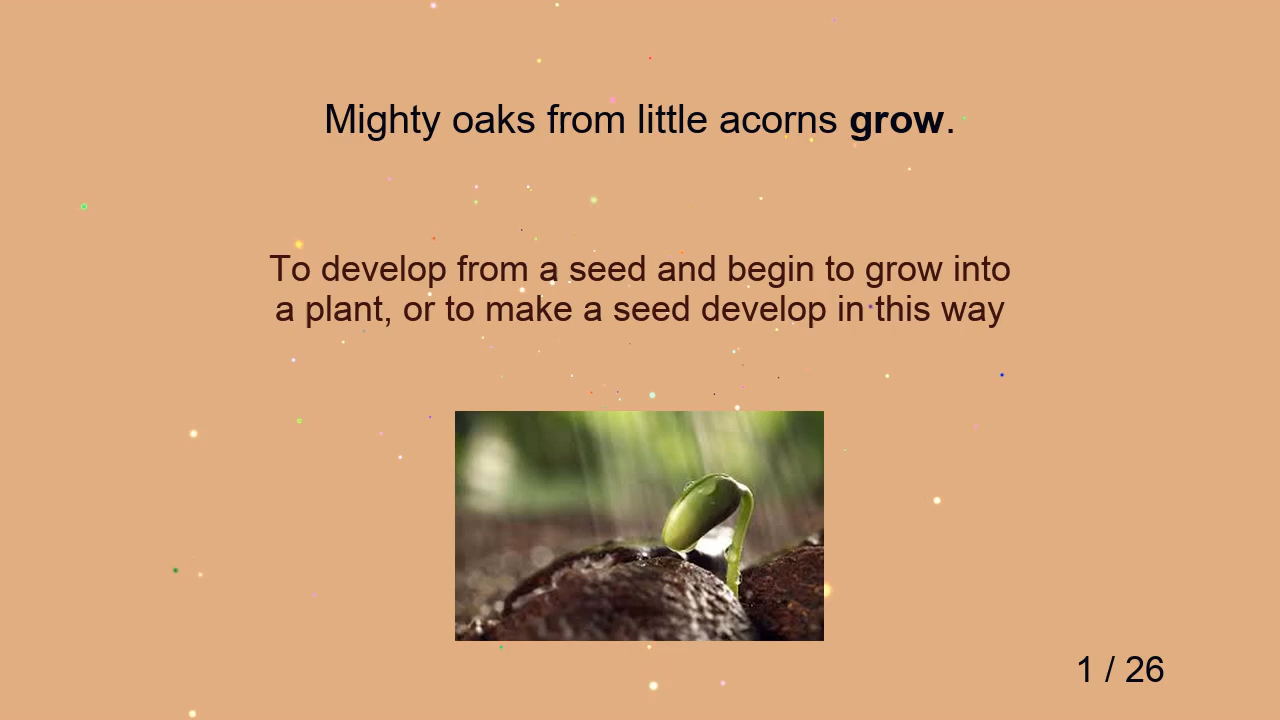 Mighty oaks from little acorns grow.
To develop from a seed and begin to grow into
a plant, or to make a seed develop in this way
1 / 26